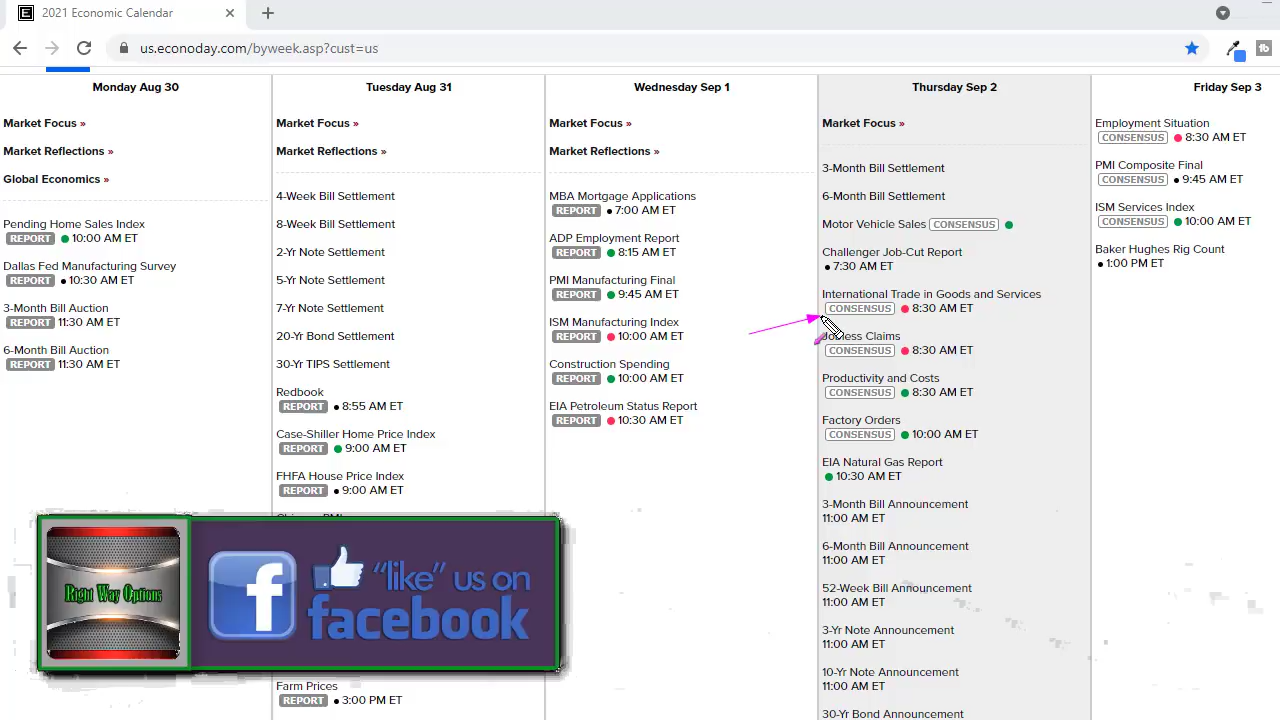 2021 Economic Calendar
us.econoday.com/byweek.asp?cust=us
Monday Aug 30
Market Focus »
Market Reflections »
Global Economics »
Pending Home Sales Index
REPORT 10:00 AM ET
Dallas Fed Manufacturing Survey
REPORT 10:30 AM ET
3-Month Bill Auction
REPORT 11:30 AM ET
6-Month Bill Auction
REPORT 11:30 AM ET
Tuesday Aug 31
Market Focus »
Market Reflections »
4-Week Bill Settlement
8-Week Bill Settlement
2-Yr Note Settlement
5-Yr Note Settlement
7-Yr Note Settlement
20-Yr Bond Settlement
30-Yr TIPS Settlement
Redbook
REPORT 8:55 AM ET
Case-Shiller Home Price Index
REPORT 9:00 AM ET
FHFA House Price Index
REPORT 9:00 AM ET
Farm Prices
REPORT 3:00 PM ET
Wednesday Sep 1
Market Focus »
Market Reflections »
MBA Mortgage Applications
REPORT 7:00 AM ET
ADP Employment Report
REPORT 8:15 AM ET
PMI Manufacturing Final
REPORT 9:45 AM ET
ISM Manufacturing Index
REPORT 10:00 AM ET
Construction Spending
REPORT 10:00 AM ET
EIA Petroleum Status Report
REPORT 10:30 AM ET
Thursday Sep 2
Market Focus »
3-Month Bill Settlement
6-Month Bill Settlement
Motor Vehicle Sales CONSENSUS
Challenger Job-Cut Report
7:30 AM ET
International Trade in Goods and Services
CONSENSUS 8:30 AM ET
Jobless Claims
CONSENSUS 8:30 AM ET
Productivity and Costs
CONSENSUS 8:30 AM ET
Factory Orders
CONSENSUS 10:00 AM ET
EIA Natural Gas Report
10:30 AM ET
3-Month Bill Announcement
11:00 AM ET
6-Month Bill Announcement
11:00 AM ET
52-Week Bill Announcement
11:00 AM ET
3-Yr Note Announcement
11:00 AM ET
10-Yr Note Announcement
11:00 AM ET
30-Yr Bond Announcement
Friday Sep 3
Employment Situation
CONSENSUS 8:30 AM ET
PMI Composite Final
CONSENSUS 9:45 AM ET
ISM Services Index
CONSENSUS 10:00 AM ET
Baker Hughes Rig Count
1:00 PM ET
Right Way Options
"like" us on
facebook